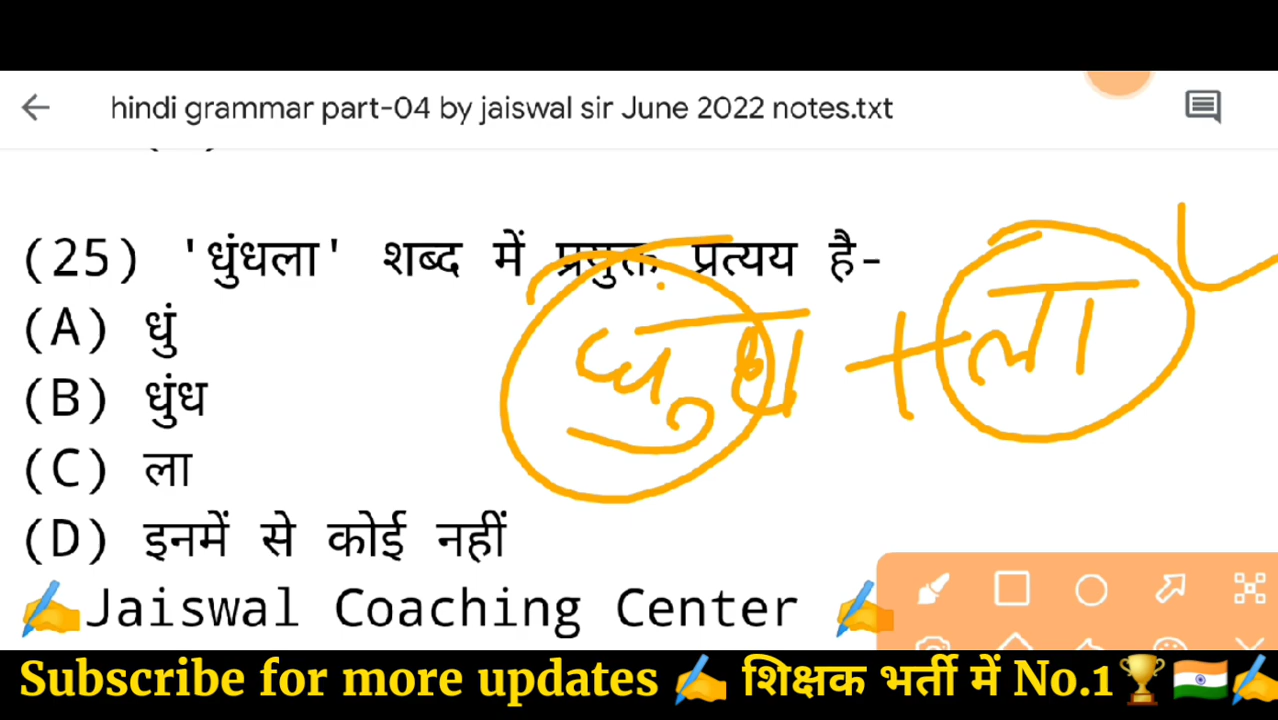 hindi grammar part-04 by jaiswal sir June 2022 notes.txt
(25) 'धुंधला' शब्द में प्रयुक्त प्रत्यय है-
धुंध + ला
(A) धुं
(B) धुंध
(C) ला
(D) इनमें से कोई नहीं
✍️Jaiswal Coaching Center ✍️
Subscribe for more updates ✍️ शिक्षक भर्ती में No.1🏆🇮🇳✍️